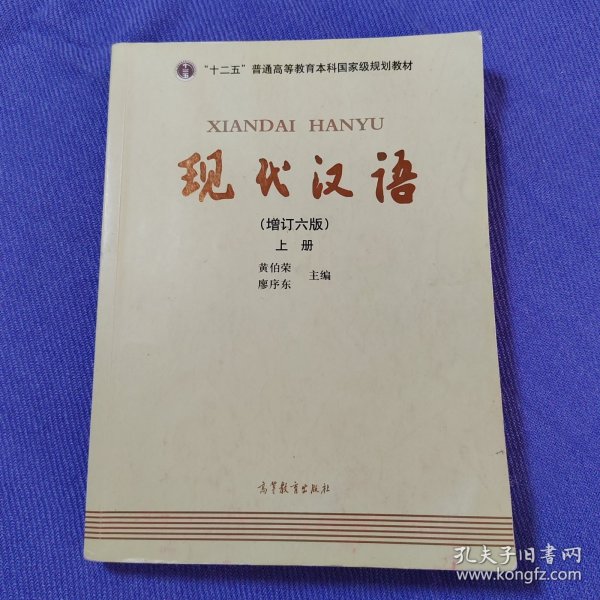 “十二五”普通高等教育本科国家级规划教材
XIANDAI HANYU
现代汉语
（增订六版）
上 册
黄伯荣
廖序东
主编
高等教育出版社
孔夫子旧书网
www.kongfz.com